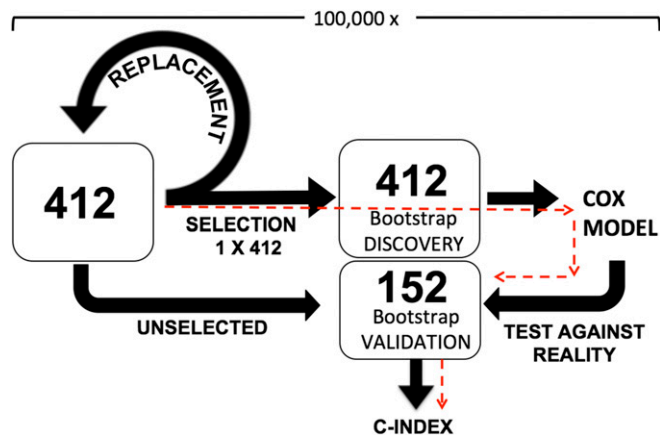 100,000 x
REPLACEMENT
412
412
Bootstrap
DISCOVERY
SELECTION
1 X 412
COX
MODEL
152
Bootstrap
VALIDATION
UNSELECTED
TEST AGAINST
REALITY
C-INDEX